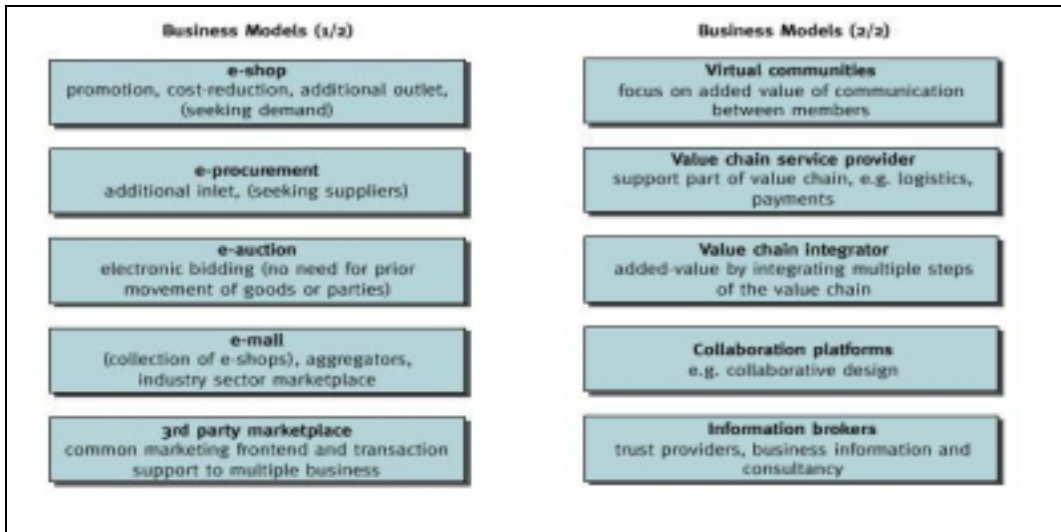 Business Models (1/2)
e-shop
promotion, cost-reduction, additional outlet,
(seeking demand)
e-procurement
additional inlet, (seeking suppliers)
e-auction
electronic bidding (no need for prior
movement of goods or parties)
e-mall
(collection of e-shops), aggregators,
industry sector marketplace
3rd party marketplace
common marketing frontend and transaction
support to multiple business
Business Models (2/2)
Virtual communities
focus on added value of communication
between members
Value chain service provider
support part of value chain, e.g. logistics,
payments
Value chain integrator
added-value by integrating multiple steps
of the value chain
Collaboration platforms
e.g. collaborative design
Information brokers
trust providers, business information and
consultancy